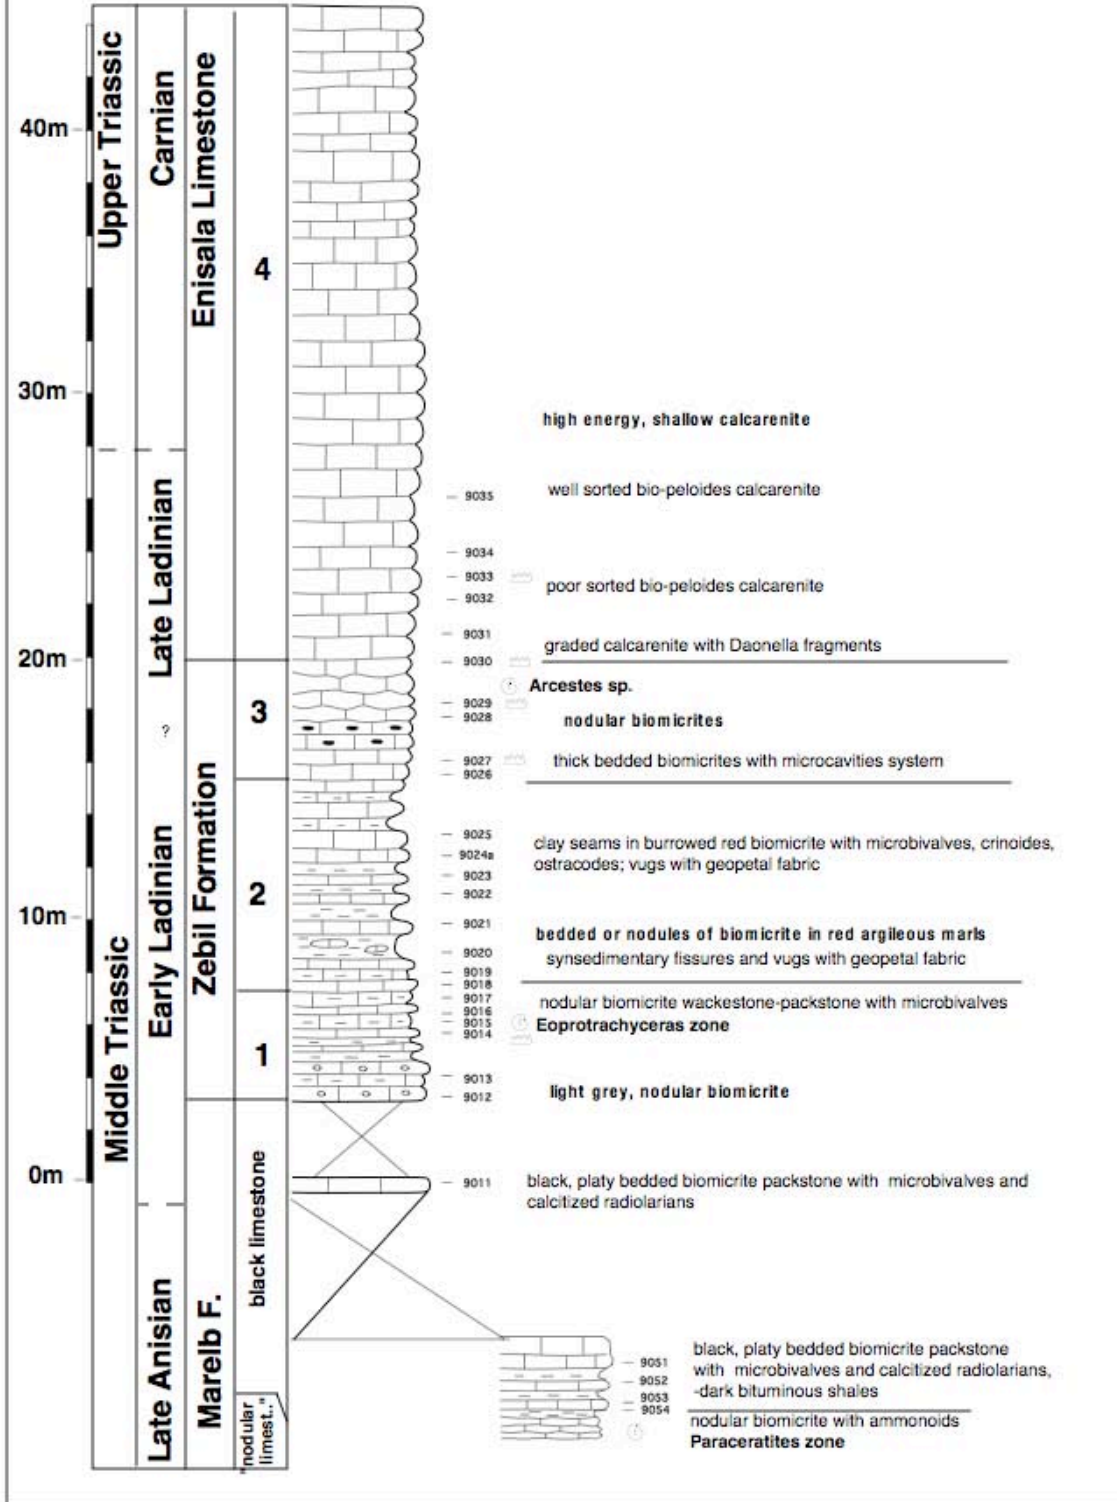 40m
30m
20m
10m
0m
Upper Triassic
Middle Triassic
Carnian
Late Ladinian
?
Early Ladinian
Late Anisian
Enisala Limestone
Zebil Formation
Marelb F.
4
3
2
1
black limestone
"nodular
limest.."
high energy, shallow calcarenite
9035
well sorted bio-peloides calcarenite
9034
9033
poor sorted bio-peloides calcarenite
9032
9031
graded calcarenite with Daonella fragments
9030
Arcestes sp.
9029
9028
nodular biomicrites
9027
thick bedded biomicrites with microcavities system
9026
9025
clay seams in burrowed red biomicrite with microbivalves, crinoides,
ostracodes; vugs with geopetal fabric
9024a
9023
9022
9021
bedded or nodules of biomicrite in red argileous marls
9020
synsedimentary fissures and vugs with geopetal fabric
9019
9018
9017
nodular biomicrite wackestone-packstone with microbivalves
9016
9015
Eoprotrachyceras zone
9014
9013
9012
light grey, nodular biomicrite
9011
black, platy bedded biomicrite packstone with microbivalves and
calcitized radiolarians
9051
9052
9053
9054
black, platy bedded biomicrite packstone
with microbivalves and calcitized radiolarians,
-dark bituminous shales
nodular biomicrite with ammonoids
Paraceratites zone